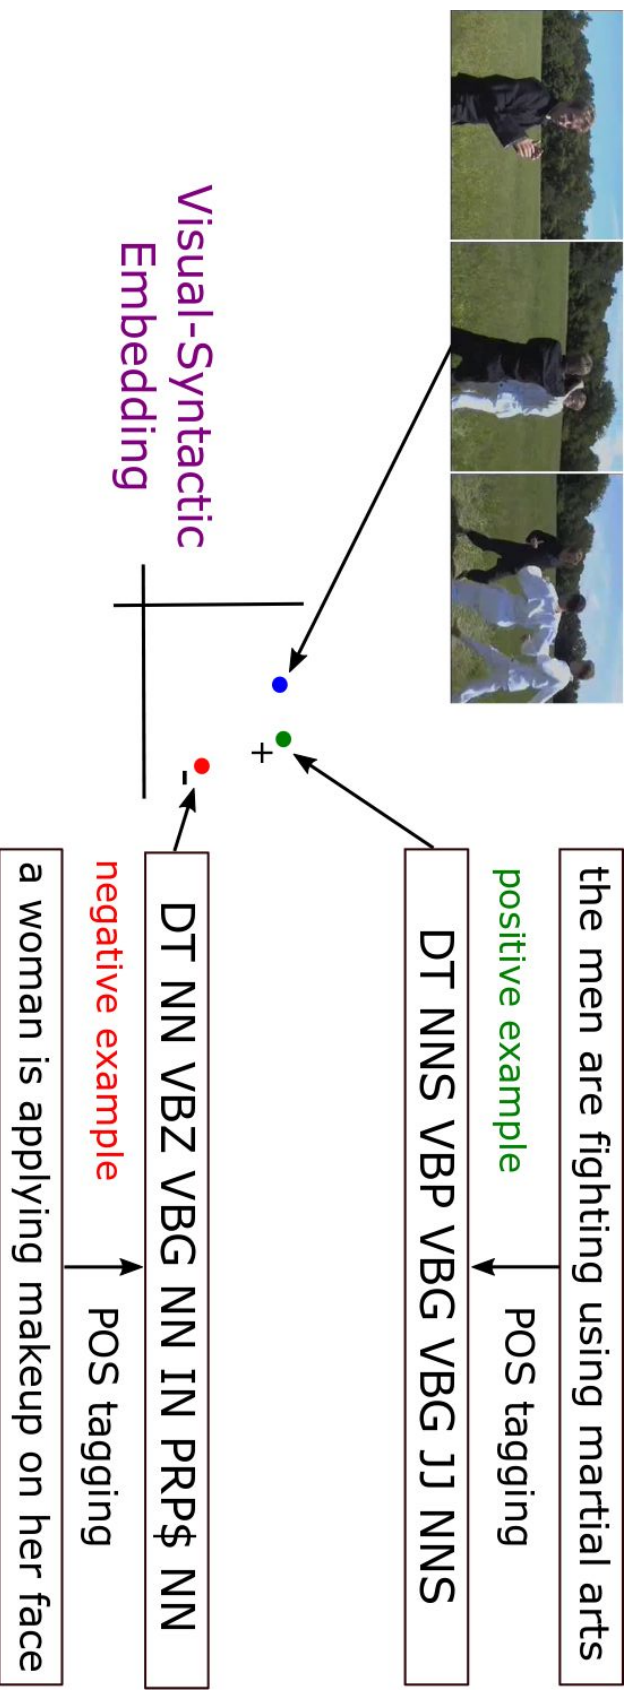 the men are fighting using martial arts
positive example
POS tagging
DT NNS VBP VBG VBG JJ NNS
+
-
Visual-Syntactic
Embedding
DT NN VBZ VBG NN IN PRP$ NN
negative example
POS tagging
a woman is applying makeup on her face